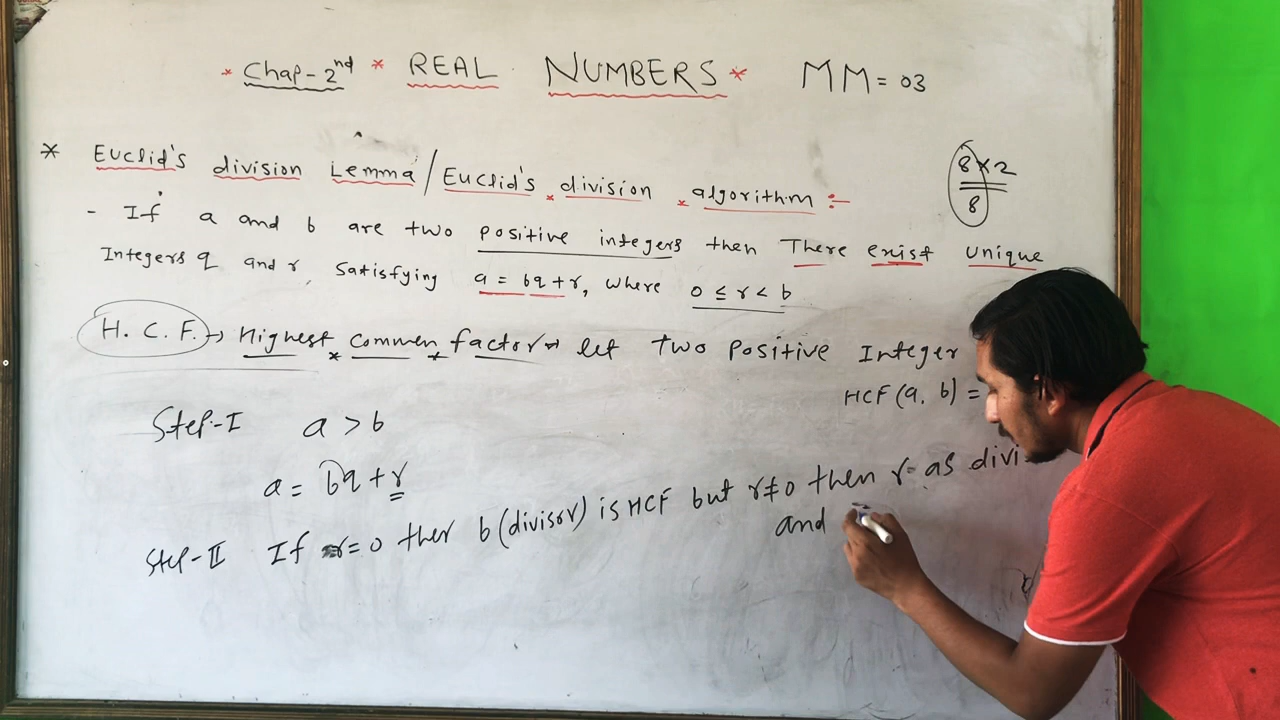 * Chap-2nd * REAL NUMBERS * MM = 03
* Euclid's division Lemma / Euclid's division algorithm :-
8 x 2
8
- If a and b are two positive integers then There exist unique
Integers q and r satisfying a = bq + r, where 0 ≤ r < b
H. C. F. → Highest * commen * factor → let two positive Integer
HCF (a, b) =
Step-I a > b
a = bq + r
Step-II If r = 0 then b (divisor) is HCF but r ≠ 0 then r as divi
and